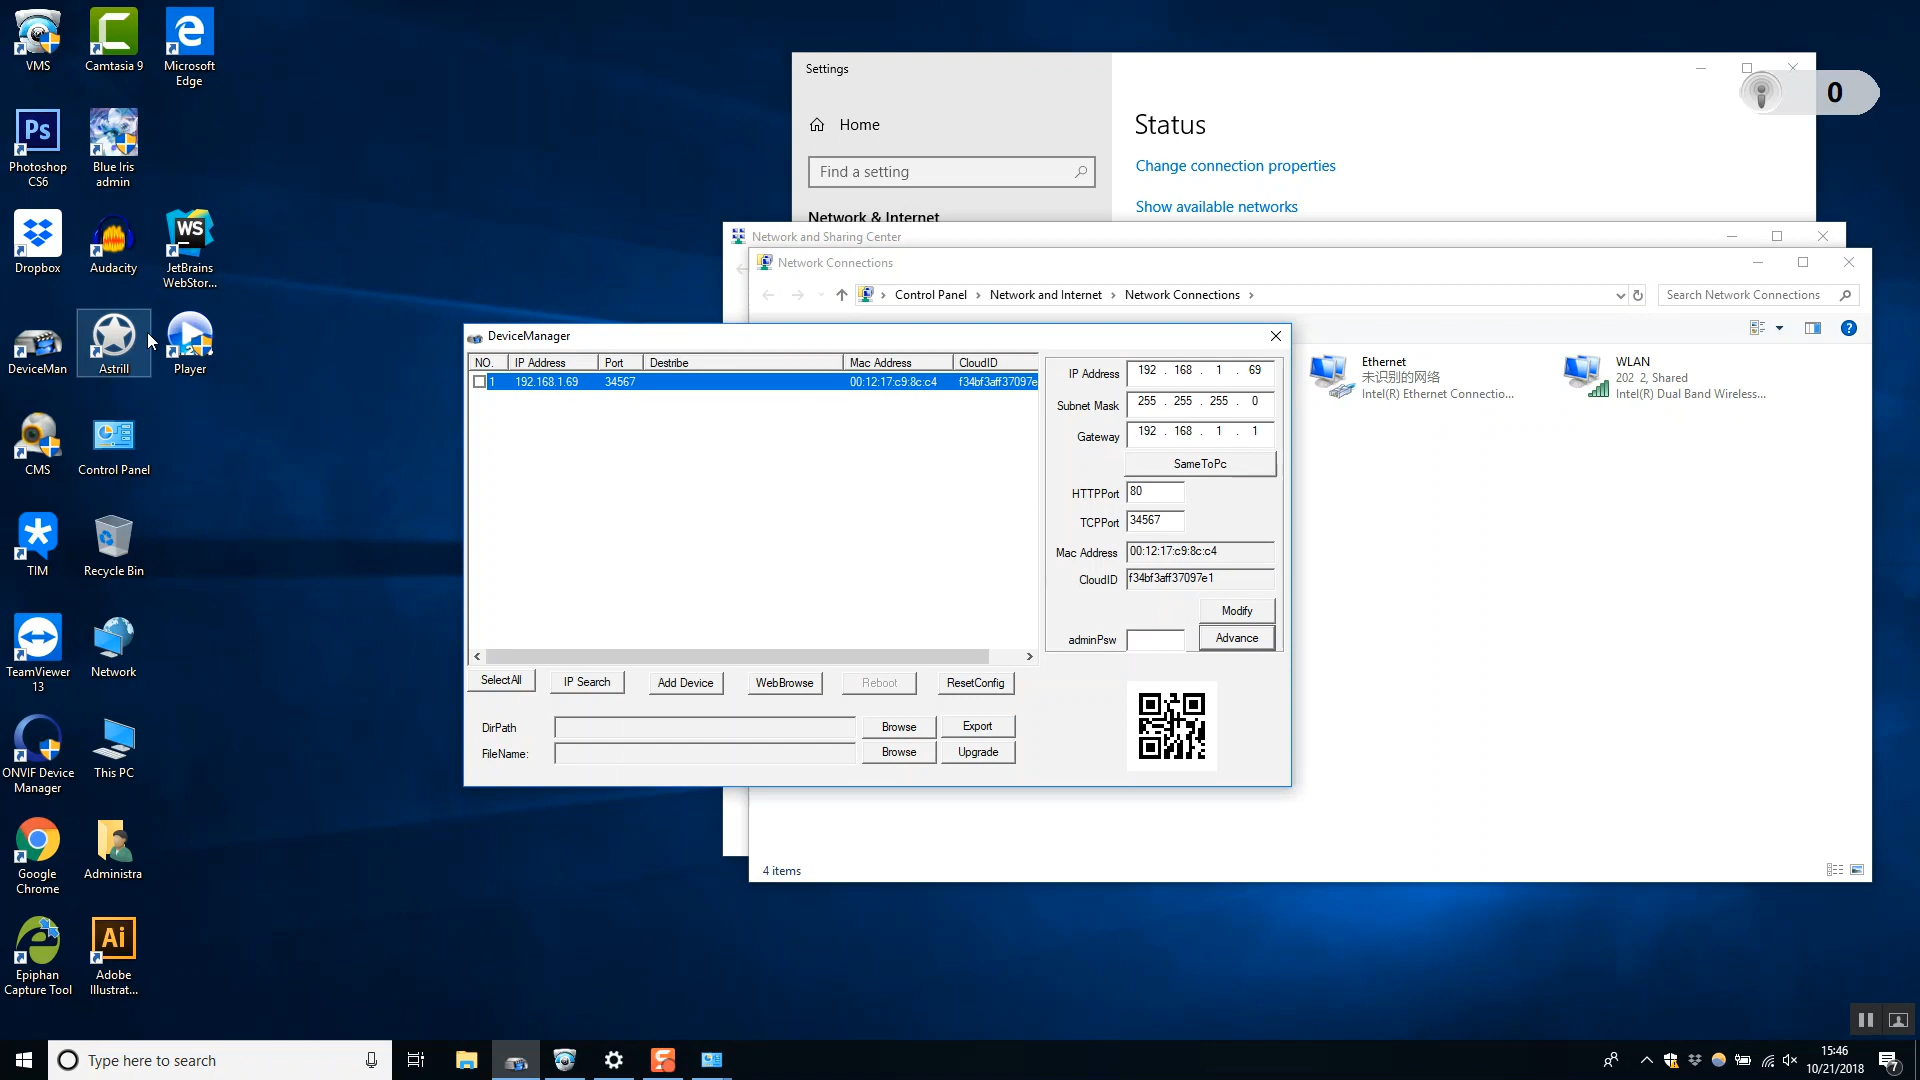 VMS
Camtasia 9
Microsoft
Edge
Ps
Photoshop
CS6
Blue Iris
admin
Dropbox
Audacity
WS
JetBrains
WebStor...
DeviceMan
Astrill
Player
CMS
Control Panel
TIM
Recycle Bin
TeamViewer
13
Network
ONVIF Device
Manager
This PC
Google
Chrome
Administra
Epiphan
Capture Tool
Ai
Adobe
Illustrat...
Settings
Home
Find a setting
Network & Internet
Status
Change connection properties
Show available networks
0
Network and Sharing Center
Network Connections
Control Panel > Network and Internet > Network Connections >
Search Network Connections
Ethernet
未识别的网络
Intel(R) Ethernet Connectio...
WLAN
202 2, Shared
Intel(R) Dual Band Wireless...
4 items
DeviceManager
NO. IP Address Port Destribe Mac Address CloudID
1 192.168.1.69 34567 00:12:17:c9:8c:c4 f34bf3aff37097e
IP Address 192 . 168 . 1 . 69
Subnet Mask 255 . 255 . 255 . 0
Gateway 192 . 168 . 1 . 1
SameToPc
HTTPPort 80
TCPPort 34567
Mac Address 00:12:17:c9:8c:c4
CloudID f34bf3aff37097e1
Modify
adminPsw Advance
SelectAll IP Search Add Device WebBrowse Reboot ResetConfig
DirPath Browse Export
FileName: Browse Upgrade
Type here to search
15:46
10/21/2018
7